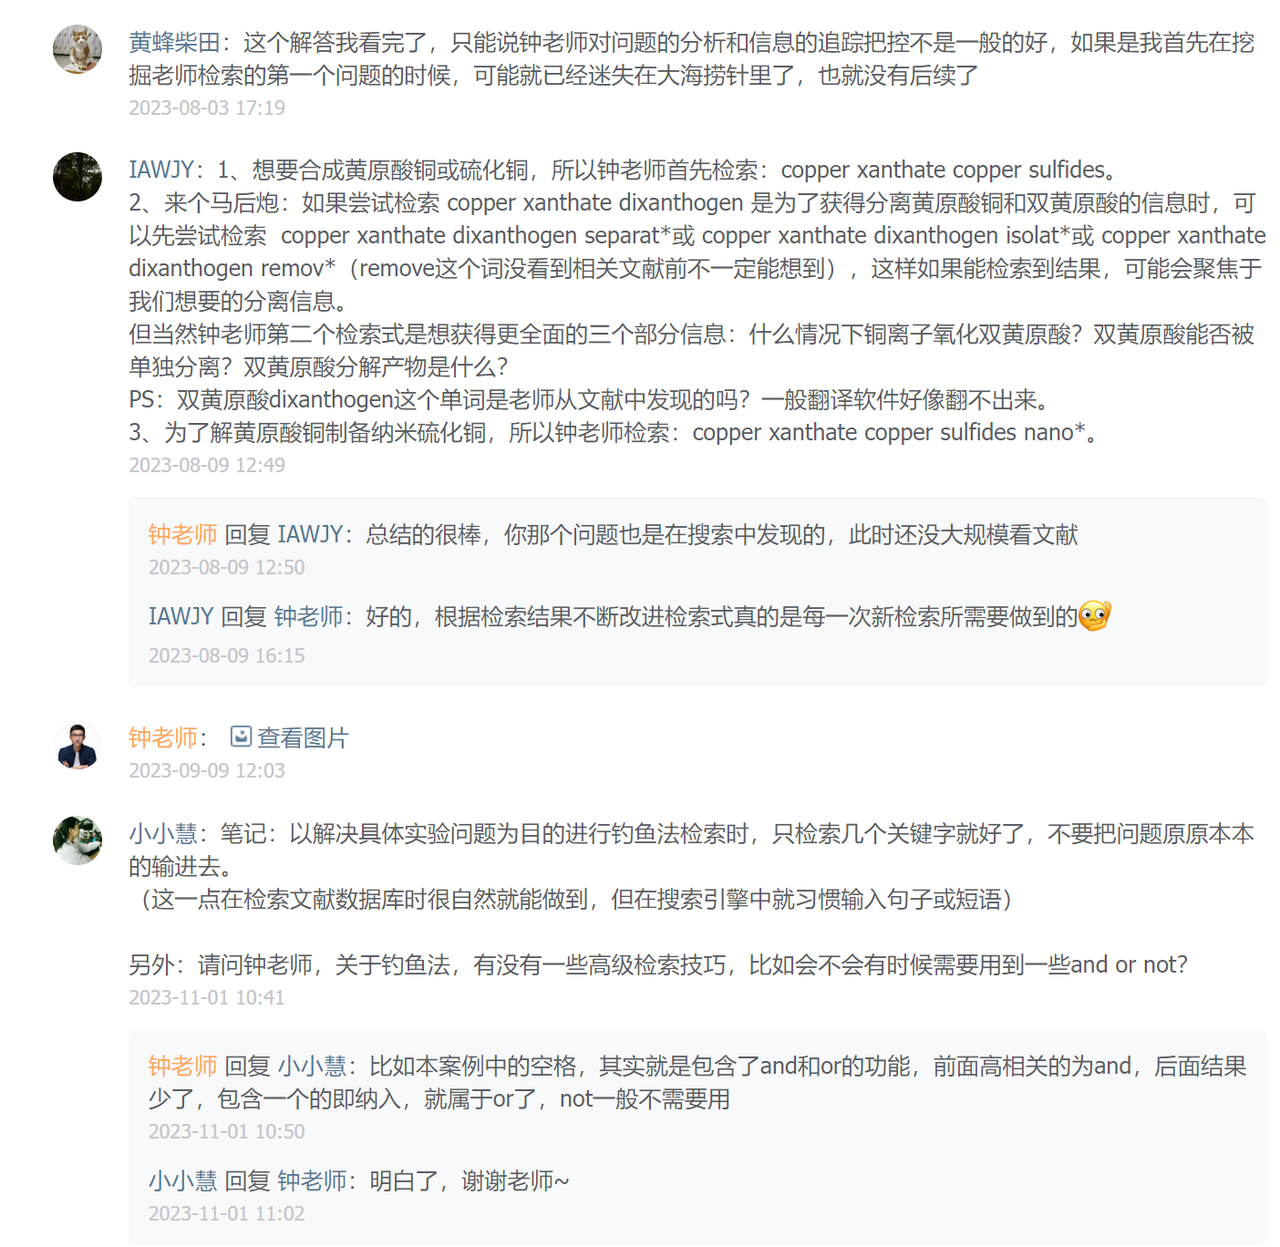 黄蜂柴田：这个解答我看完了，只能说钟老师对问题的分析和信息的追踪把控不是一般的好，如果是我首先在挖
掘老师检索的第一个问题的时候，可能就已经迷失在大海捞针里了，也就没有后续了
2023-08-03 17:19
IAWJY：1、想要合成黄原酸铜或硫化铜，所以钟老师首先检索：copper xanthate copper sulfides。
2、来个马后炮：如果尝试检索 copper xanthate dixanthogen 是为了获得分离黄原酸铜和双黄原酸的信息时，可
以先尝试检索 copper xanthate dixanthogen separat*或 copper xanthate dixanthogen isolat*或 copper xanthate
dixanthogen remov*（remove这个词没看到相关文献前不一定能想到），这样如果能检索到结果，可能会聚焦于
我们想要的分离信息。
但当然钟老师第二个检索式是想获得更全面的三个部分信息：什么情况下铜离子氧化双黄原酸？双黄原酸能否被
单独分离？双黄原酸分解产物是什么？
PS：双黄原酸dixanthogen这个单词是老师从文献中发现的吗？一般翻译软件好像翻不出来。
3、为了解黄原酸铜制备纳米硫化铜，所以钟老师检索：copper xanthate copper sulfides nano*。
2023-08-09 12:49
钟老师 回复 IAWJY：总结的很棒，你那个问题也是在搜索中发现的，此时还没大规模看文献
2023-08-09 12:50
IAWJY 回复 钟老师：好的，根据检索结果不断改进检索式真的是每一次新检索所需要做到的
2023-08-09 16:15
钟老师： 查看图片
2023-09-09 12:03
小小慧：笔记：以解决具体实验问题为目的进行钓鱼法检索时，只检索几个关键字就好了，不要把问题原原本本
的输进去。
（这一点在检索文献数据库时很自然就能做到，但在搜索引擎中就习惯输入句子或短语）
另外：请问钟老师，关于钓鱼法，有没有一些高级检索技巧，比如会不会有时候需要用到一些and or not？
2023-11-01 10:41
钟老师 回复 小小慧：比如本案例中的空格，其实就是包含了and和or的功能，前面高相关的为and，后面结果
少了，包含一个的即纳入，就属于or了，not一般不需要用
2023-11-01 10:50
小小慧 回复 钟老师：明白了，谢谢老师~
2023-11-01 11:02